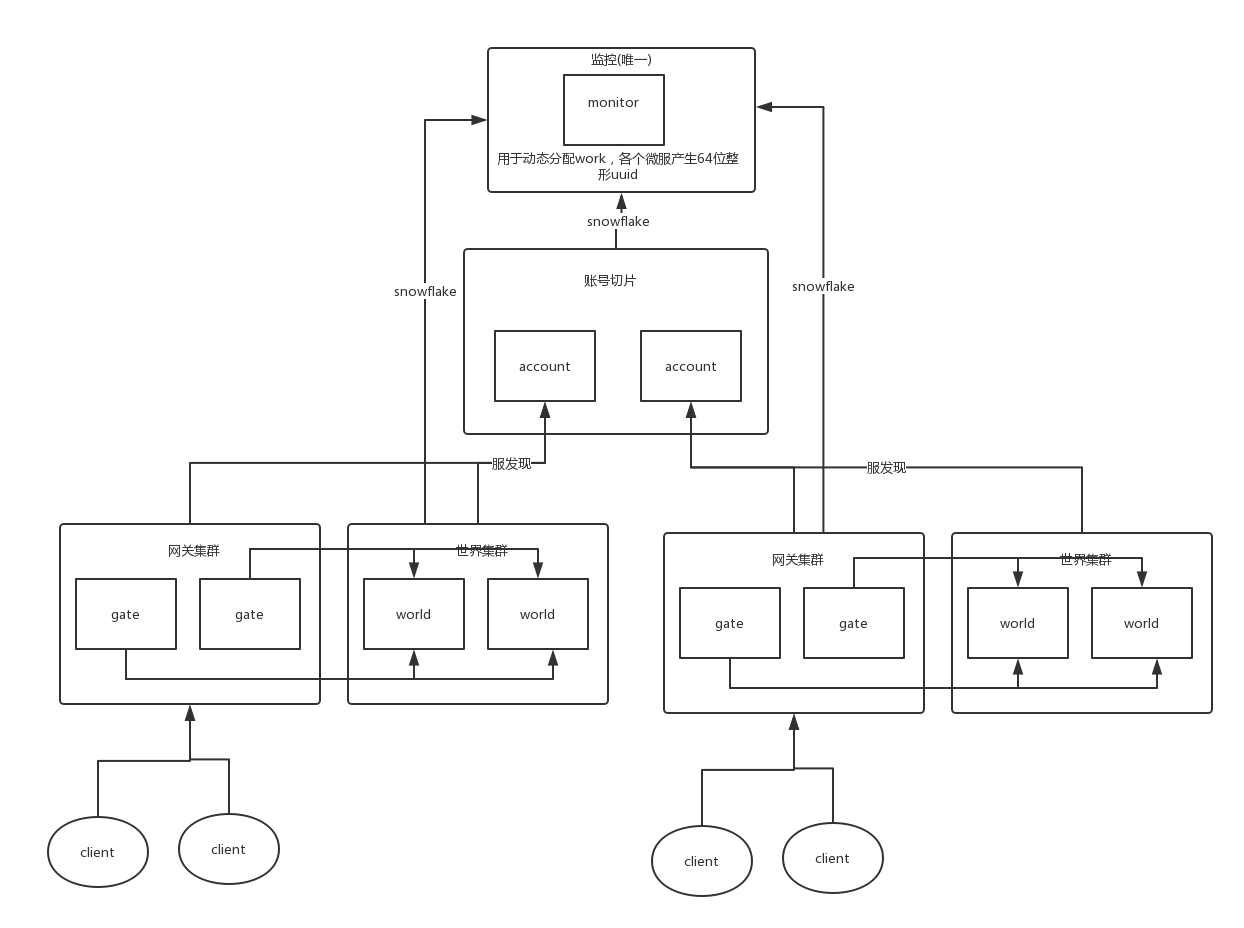 监控(唯一)
monitor
用于动态分配work，各个微服产生64位整
形uuid
snowflake
账号切片
snowflake
snowflake
account
account
服发现
服发现
网关集群
世界集群
网关集群
世界集群
gate
gate
world
world
gate
gate
world
world
client
client
client
client